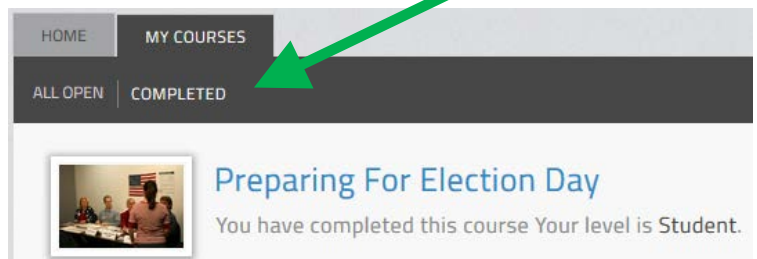 HOME MY COURSES
ALL OPEN COMPLETED
Preparing For Election Day
You have completed this course Your level is Student.